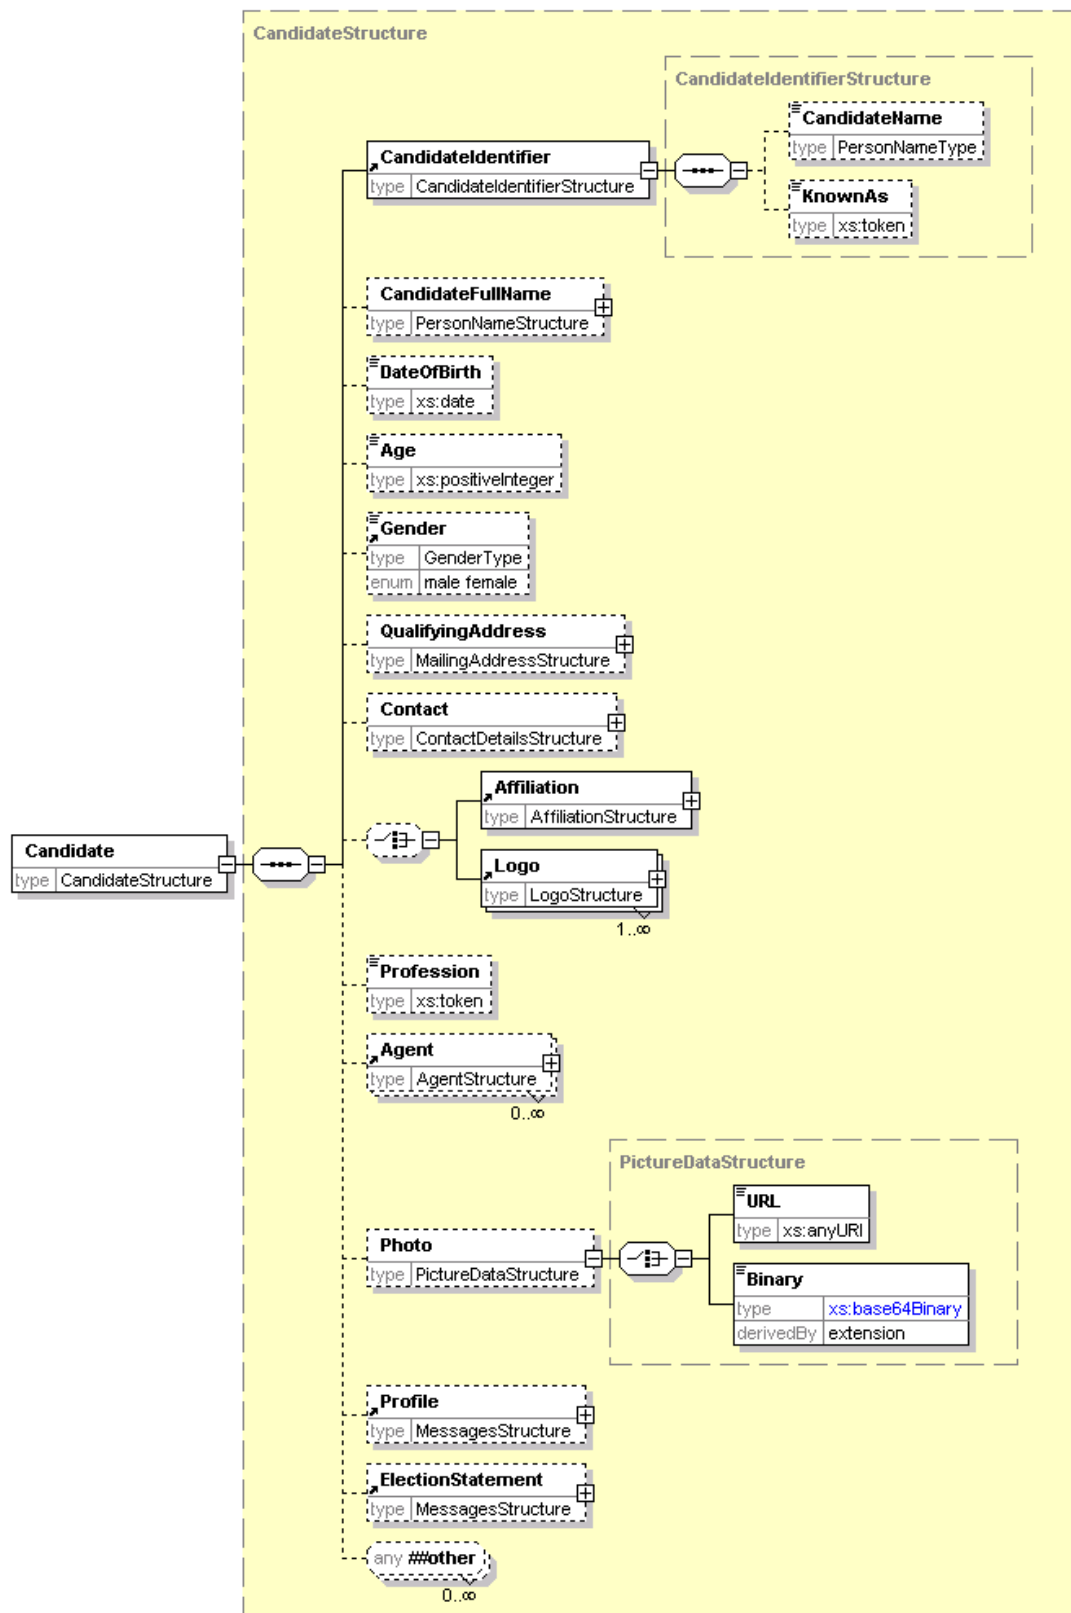 CandidateStructure
CandidateIdentifierStructure
CandidateName
type PersonNameType
CandidateIdentifier
type CandidateIdentifierStructure
KnownAs
type xs:token
CandidateFullName
type PersonNameStructure
DateOfBirth
type xs:date
Age
type xs:positiveInteger
Gender
type GenderType
enum male female
QualifyingAddress
type MailingAddressStructure
Contact
type ContactDetailsStructure
Affiliation
type AffiliationStructure
Candidate
type CandidateStructure
Logo
type LogoStructure
1..∞
Profession
type xs:token
Agent
type AgentStructure
0..∞
PictureDataStructure
URL
type xs:anyURI
Photo
type PictureDataStructure
Binary
type xs:base64Binary
derivedBy extension
Profile
type MessagesStructure
ElectionStatement
type MessagesStructure
any ##other
0..∞